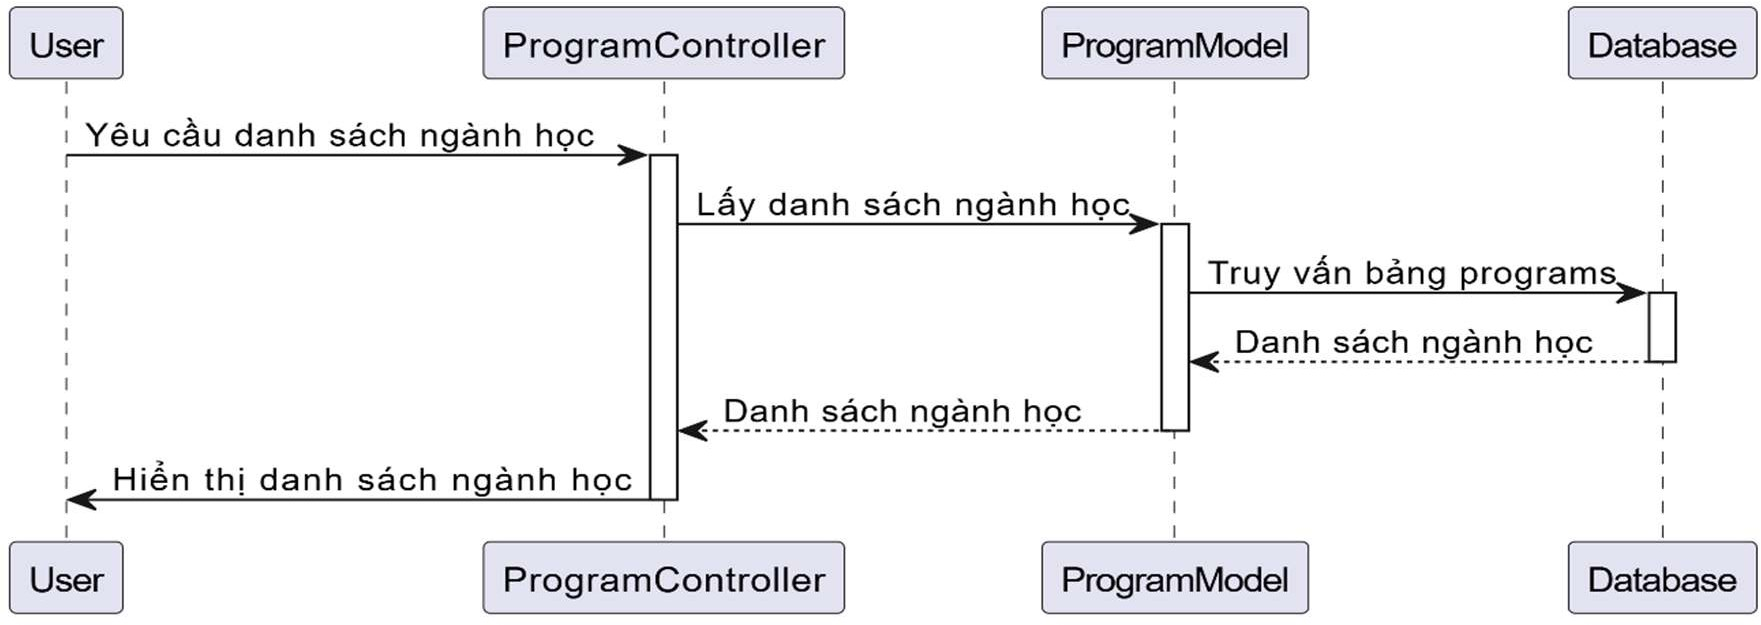 User
ProgramController
ProgramModel
Database
Yêu cầu danh sách ngành học
Lấy danh sách ngành học
Truy vấn bảng programs
Danh sách ngành học
Danh sách ngành học
Hiển thị danh sách ngành học
User
ProgramController
ProgramModel
Database